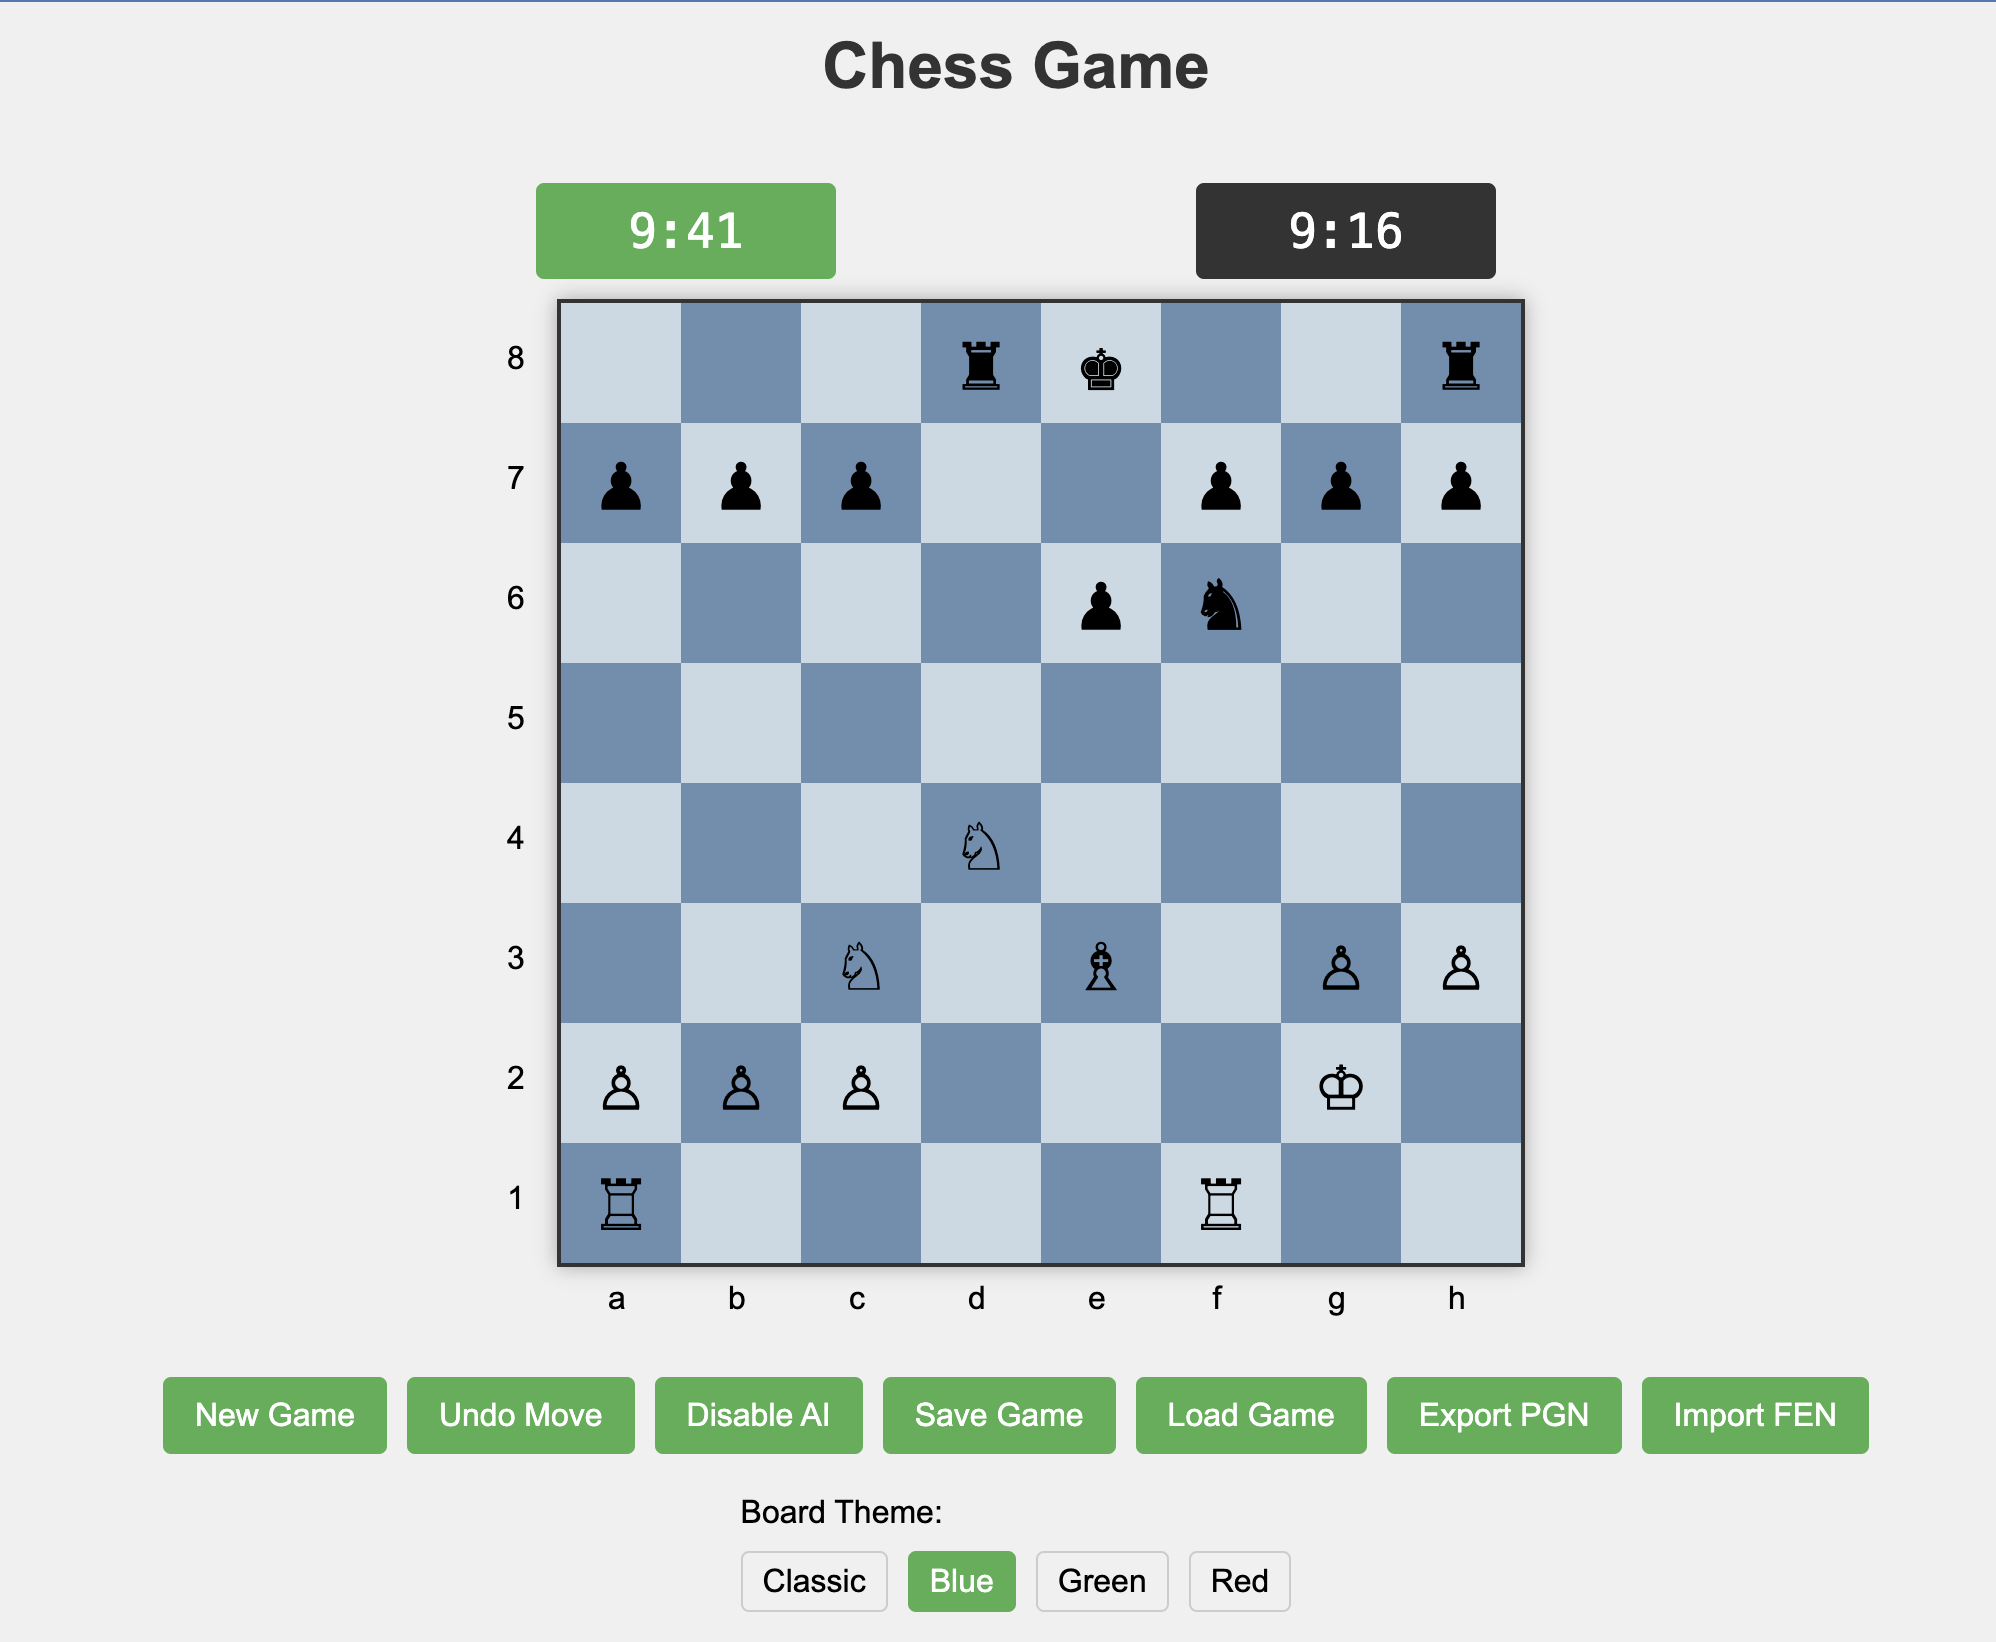 Chess Game
9:41 9:16
8
7
6
5
4
3
2
1
a b c d e f g h
New Game Undo Move Disable AI Save Game Load Game Export PGN Import FEN
Board Theme:
Classic Blue Green Red